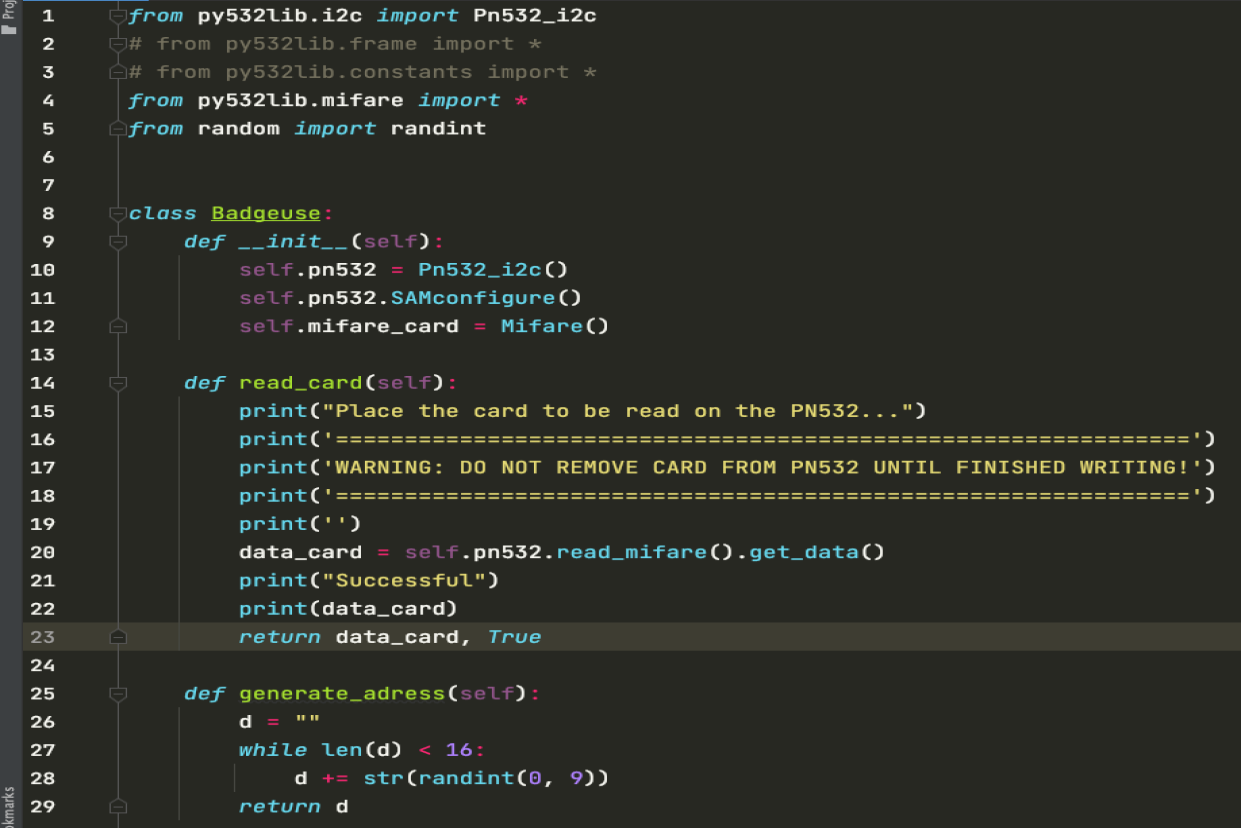 Proj
1 from py532lib.i2c import Pn532_i2c
2 # from py532lib.frame import *
3 # from py532lib.constants import *
4 from py532lib.mifare import *
5 from random import randint
6
7
8 class Badgeuse:
9     def __init__(self):
10         self.pn532 = Pn532_i2c()
11         self.pn532.SAMconfigure()
12         self.mifare_card = Mifare()
13
14     def read_card(self):
15         print("Place the card to be read on the PN532...")
16         print('==============================================================')
17         print('WARNING: DO NOT REMOVE CARD FROM PN532 UNTIL FINISHED WRITING!')
18         print('==============================================================')
19         print('')
20         data_card = self.pn532.read_mifare().get_data()
21         print("Successful")
22         print(data_card)
23         return data_card, True
24
25     def generate_adress(self):
26         d = ""
27         while len(d) < 16:
28             d += str(randint(0, 9))
29         return d
okmarks